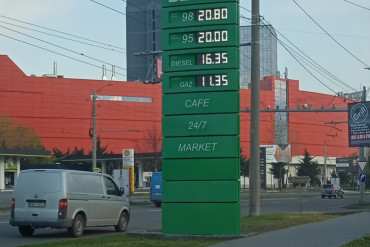 98 20.80
95 20.00
DIESEL 16.35
GAZ 11.35
CAFE
24/7
MARKET